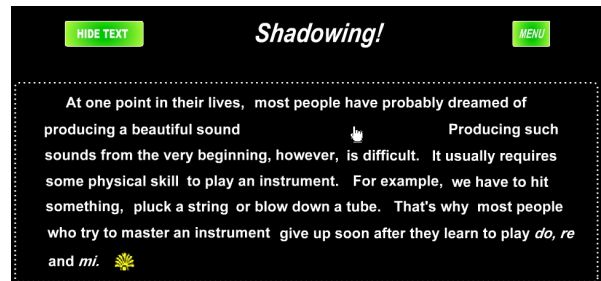 HIDE TEXT
Shadowing!
MENU
At one point in their lives, most people have probably dreamed of
producing a beautiful sound Producing such
sounds from the very beginning, however, is difficult. It usually requires
some physical skill to play an instrument. For example, we have to hit
something, pluck a string or blow down a tube. That's why most people
who try to master an instrument give up soon after they learn to play do, re
and mi.